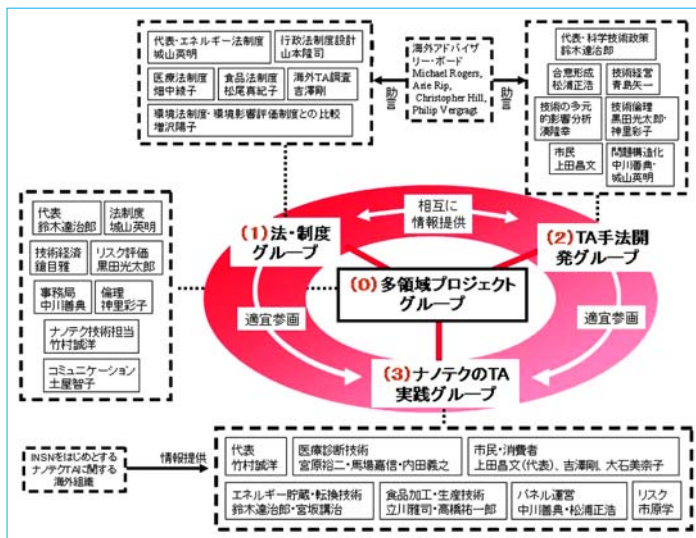 代表・エネルギー法制度
城山英明
行政法制度設計
山本隆司
医療法制度
畑中綾子
食品法制度
松尾真紀子
海外TA調査
吉澤剛
環境法制度・環境影響評価制度との比較
増沢陽子
海外アドバイザ
リー・ボード
Michael Rogers,
Arie Rip,
Christopher Hill,
Philip Vergragt
助言
助言
代表・科学技術政策
鈴木達治郎
合意形成
松浦正浩
技術経営
青島矢一
技術の多元
的影響分析
湊隆幸
技術倫理
黒田光太郎・
神里彩子
市民
上田昌文
問題構造化
中川善典・
城山英明
代表
鈴木達治郎
法制度
城山英明
技術経済
鎗目雅
リスク評価
黒田光太郎
事務局
中川善典
倫理
神里彩子
ナノテク技術担当
竹村誠洋
コミュニケーション
土屋智子
相互に
情報提供
(1)法・制度
グループ
(2)TA手法開
発グループ
(0)多領域プロジェクト
グループ
適宜参画
適宜参画
(3)ナノテクのTA
実践グループ
INSNをはじめとする
ナノテクTAに関する
海外組織
情報提供
代表
竹村誠洋
医療診断技術
宮原裕二・馬場嘉信・内田義之
市民・消費者
上田昌文(代表)、吉澤剛、大石美奈子
エネルギー貯蔵・転換技術
鈴木達治郎・宮坂講治
食品加工・生産技術
立川雅司・高橋祐一郎
パネル運営
中川善典・松浦正浩
リスク
市原学